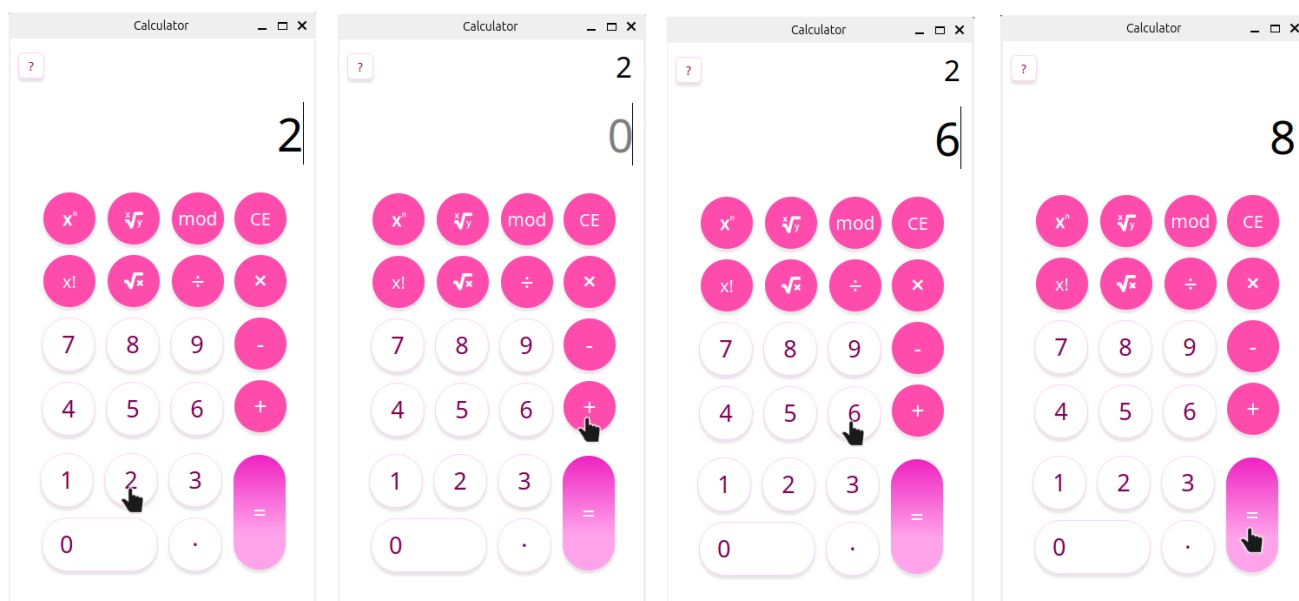 Calculator
?
2
xⁿ ˣ√y mod CE
x! √x ÷ ×
7 8 9 -
4 5 6 +
1 2 3 =
0 .
Calculator
?
2
0
xⁿ ˣ√y mod CE
x! √x ÷ ×
7 8 9 -
4 5 6 +
1 2 3 =
0 .
Calculator
?
2
6
xⁿ ˣ√y mod CE
x! √x ÷ ×
7 8 9 -
4 5 6 +
1 2 3 =
0 .
Calculator
?
8
xⁿ ˣ√y mod CE
x! √x ÷ ×
7 8 9 -
4 5 6 +
1 2 3 =
0 .